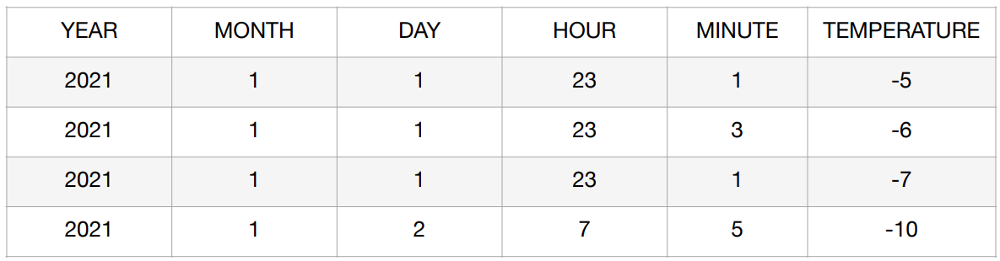 YEAR MONTH DAY HOUR MINUTE TEMPERATURE
2021 1 1 23 1 -5
2021 1 1 23 3 -6
2021 1 1 23 1 -7
2021 1 2 7 5 -10